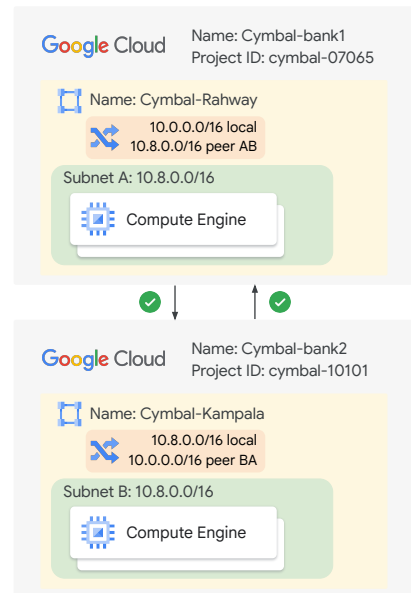 Google Cloud
Name: Cymbal-bank1
Project ID: cymbal-07065
Name: Cymbal-Rahway
10.0.0.0/16 local
10.8.0.0/16 peer AB
Subnet A: 10.8.0.0/16
Compute Engine
Google Cloud
Name: Cymbal-bank2
Project ID: cymbal-10101
Name: Cymbal-Kampala
10.8.0.0/16 local
10.0.0.0/16 peer BA
Subnet B: 10.8.0.0/16
Compute Engine